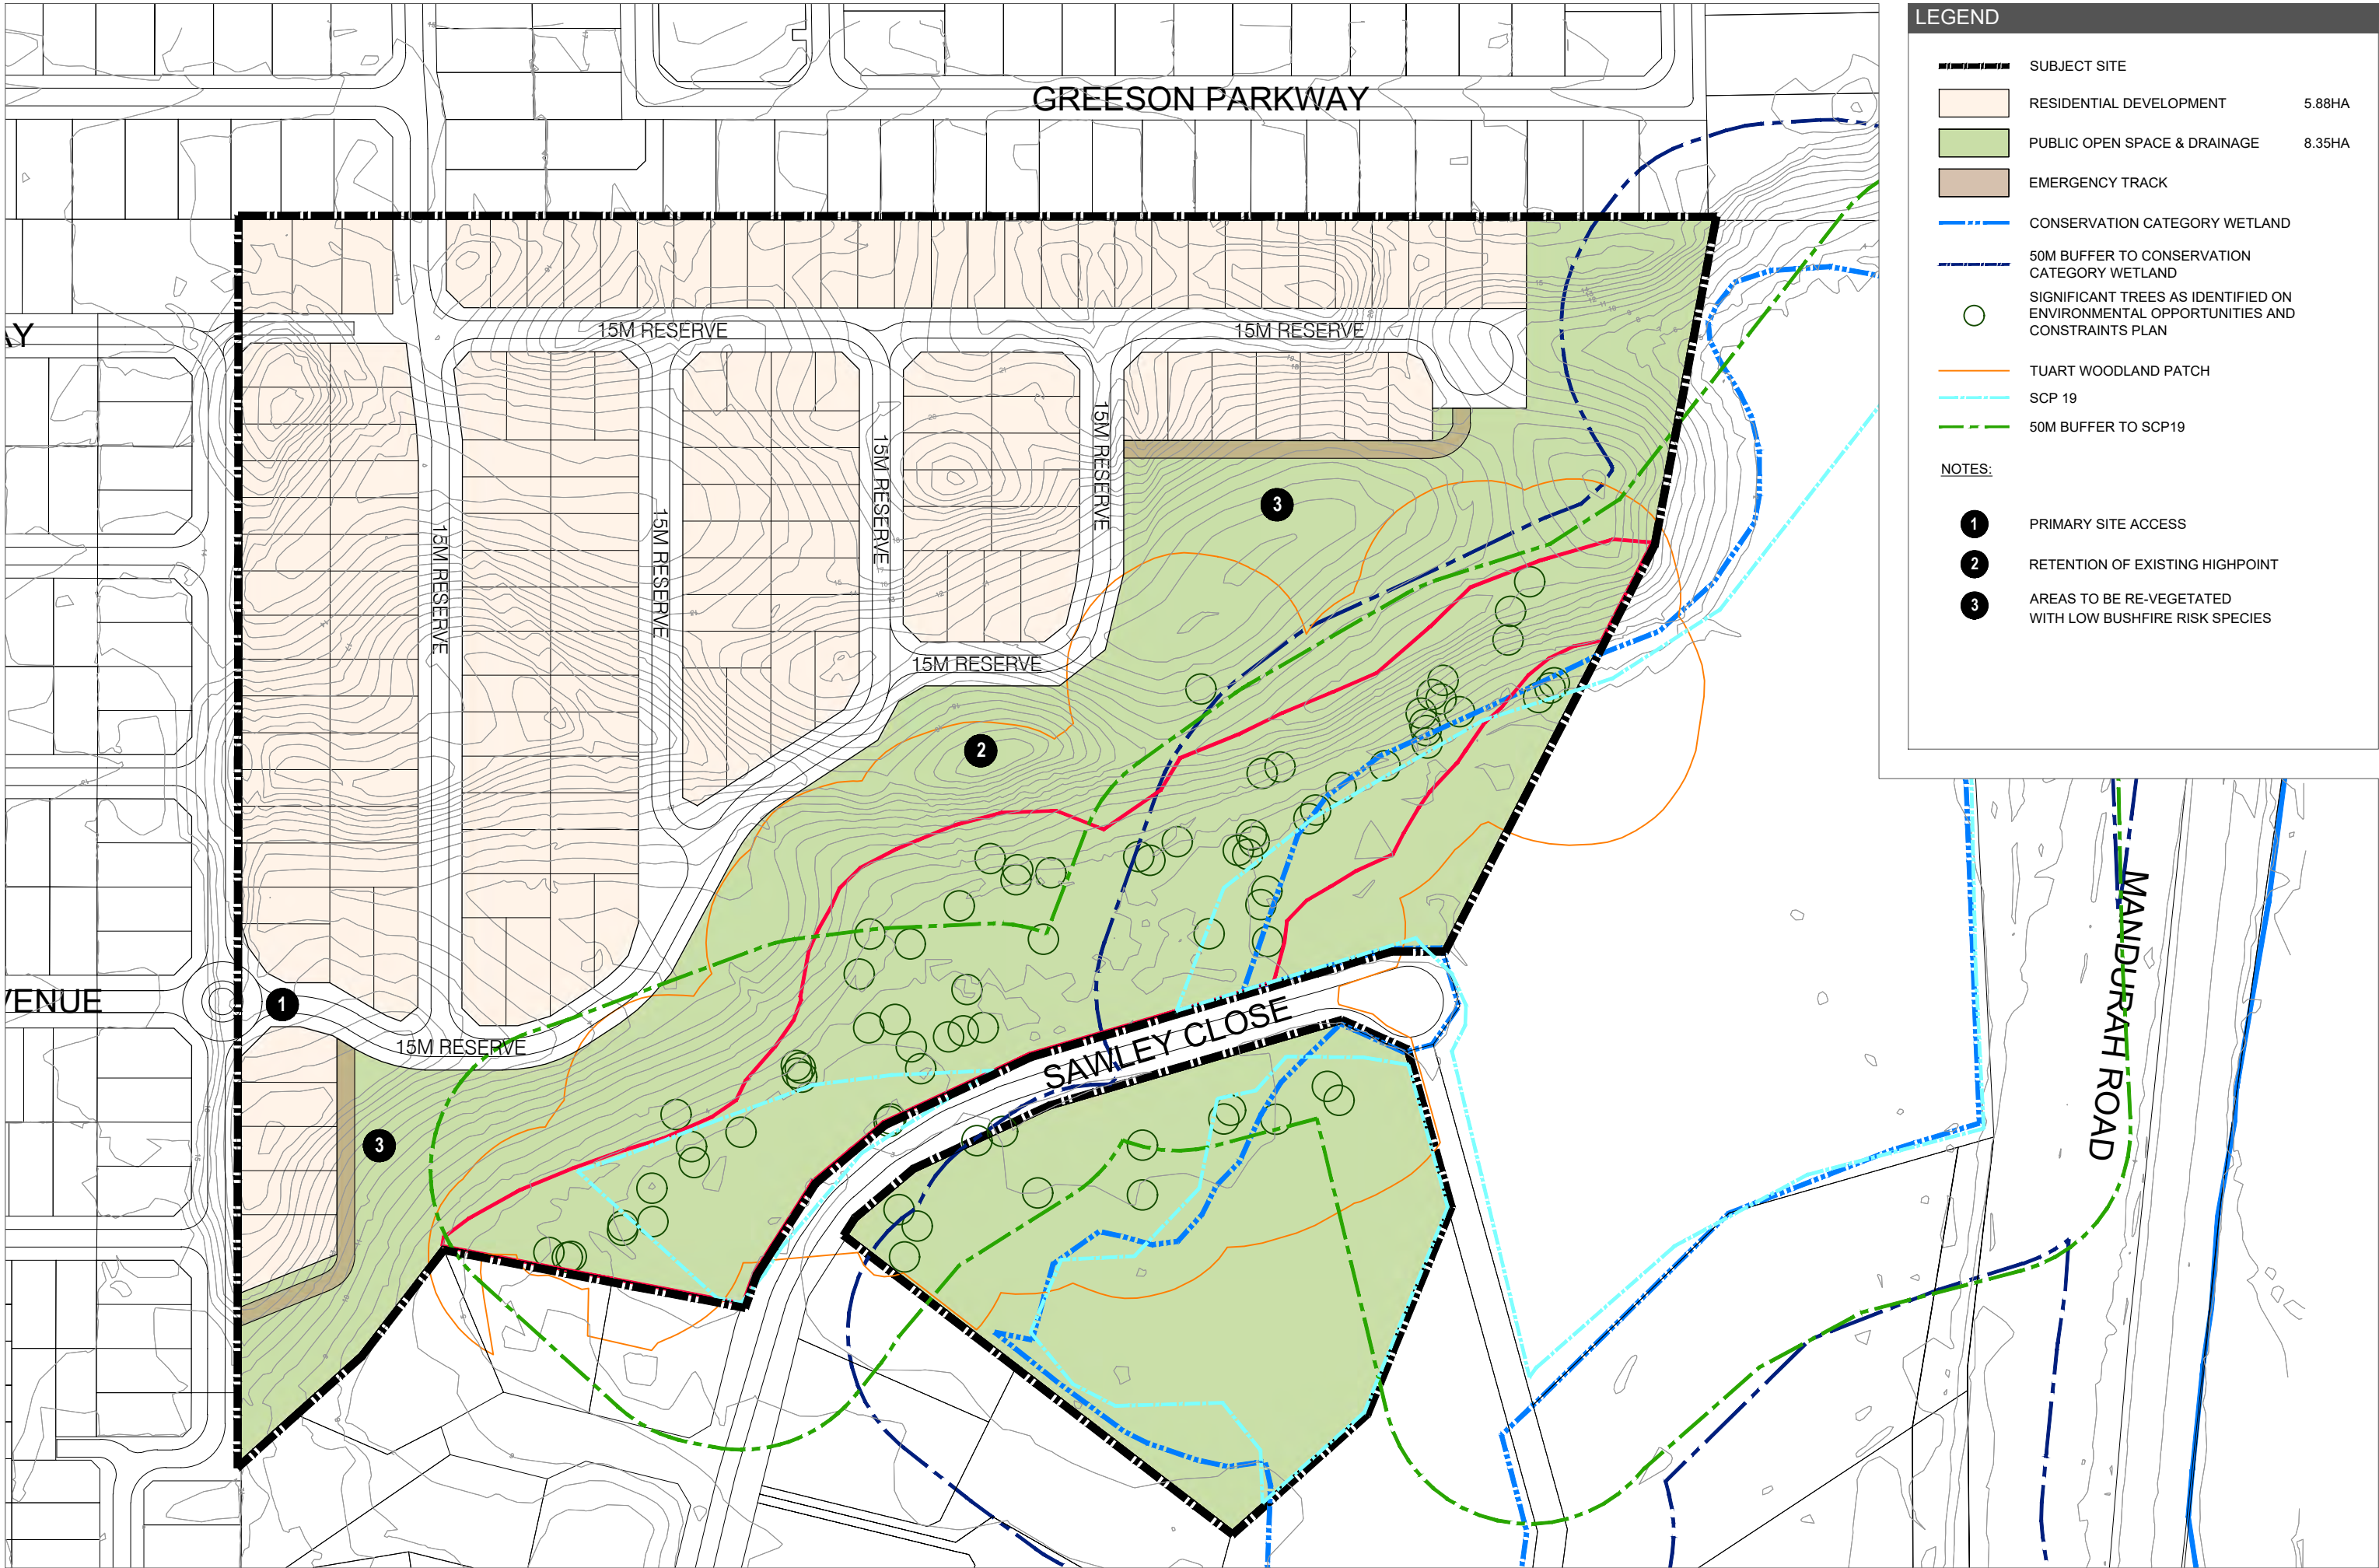 GREESON PARKWAY
AY
15M RESERVE
15M RESERVE
15M RESERVE
15M RESERVE
15M RESERVE
15M RESERVE
3
15M RESERVE
2
1
VENUE
15M RESERVE
SAWLEY CLOSE
3
MANDURAH ROAD
LEGEND
SUBJECT SITE
RESIDENTIAL DEVELOPMENT 5.88HA
PUBLIC OPEN SPACE & DRAINAGE 8.35HA
EMERGENCY TRACK
CONSERVATION CATEGORY WETLAND
50M BUFFER TO CONSERVATION
CATEGORY WETLAND
SIGNIFICANT TREES AS IDENTIFIED ON
ENVIRONMENTAL OPPORTUNITIES AND
CONSTRAINTS PLAN
TUART WOODLAND PATCH
SCP 19
50M BUFFER TO SCP19
NOTES:
1 PRIMARY SITE ACCESS
2 RETENTION OF EXISTING HIGHPOINT
3 AREAS TO BE RE-VEGETATED
WITH LOW BUSHFIRE RISK SPECIES